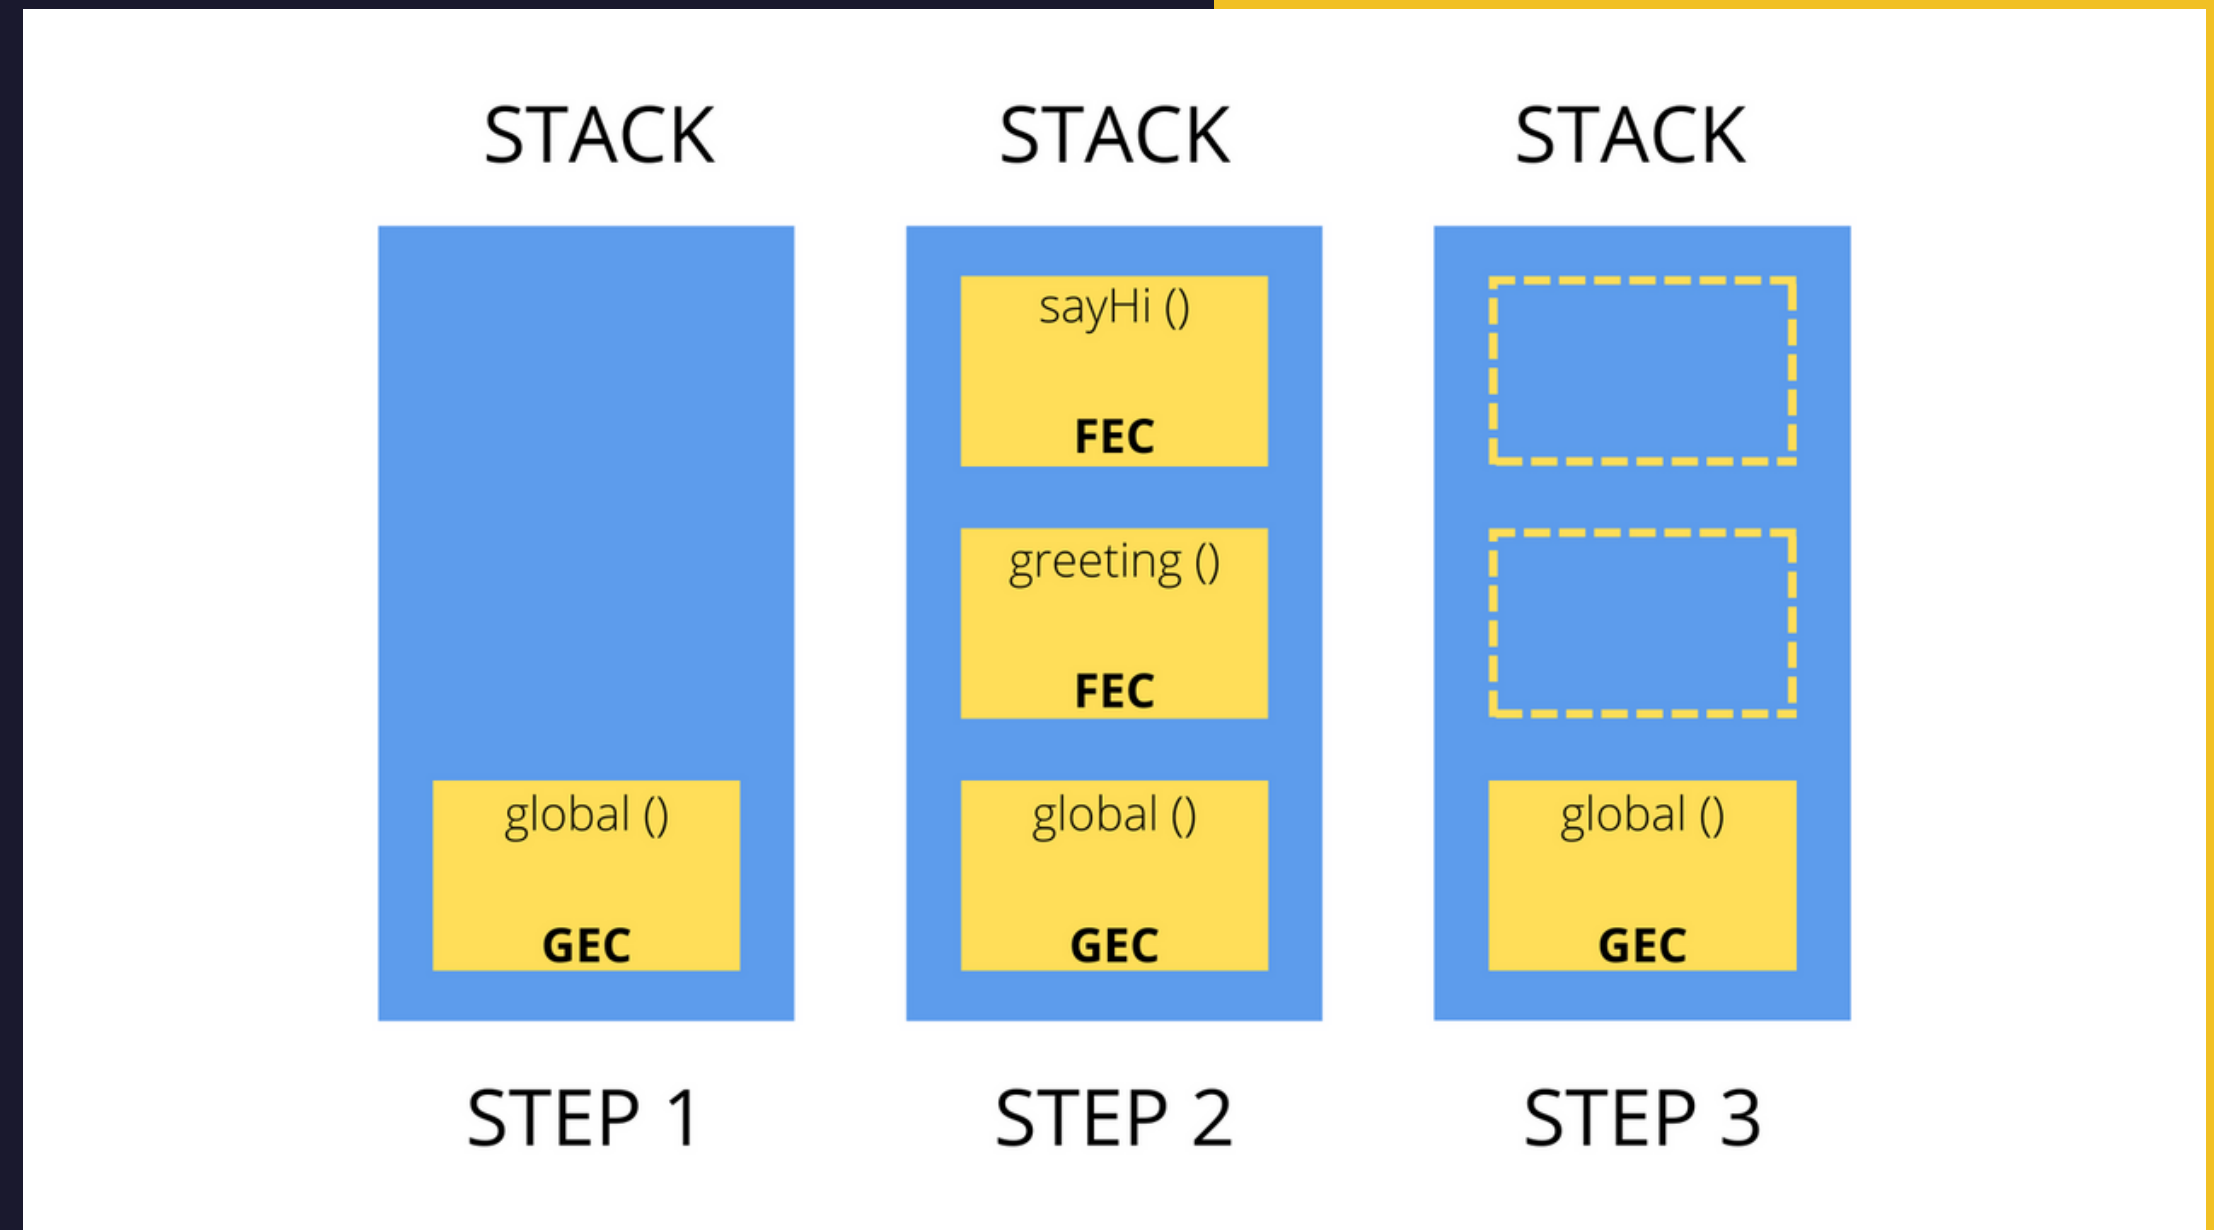 STACK
STACK
STACK
global ()
GEC
sayHi ()
FEC
greeting ()
FEC
global ()
GEC
global ()
GEC
STEP 1
STEP 2
STEP 3